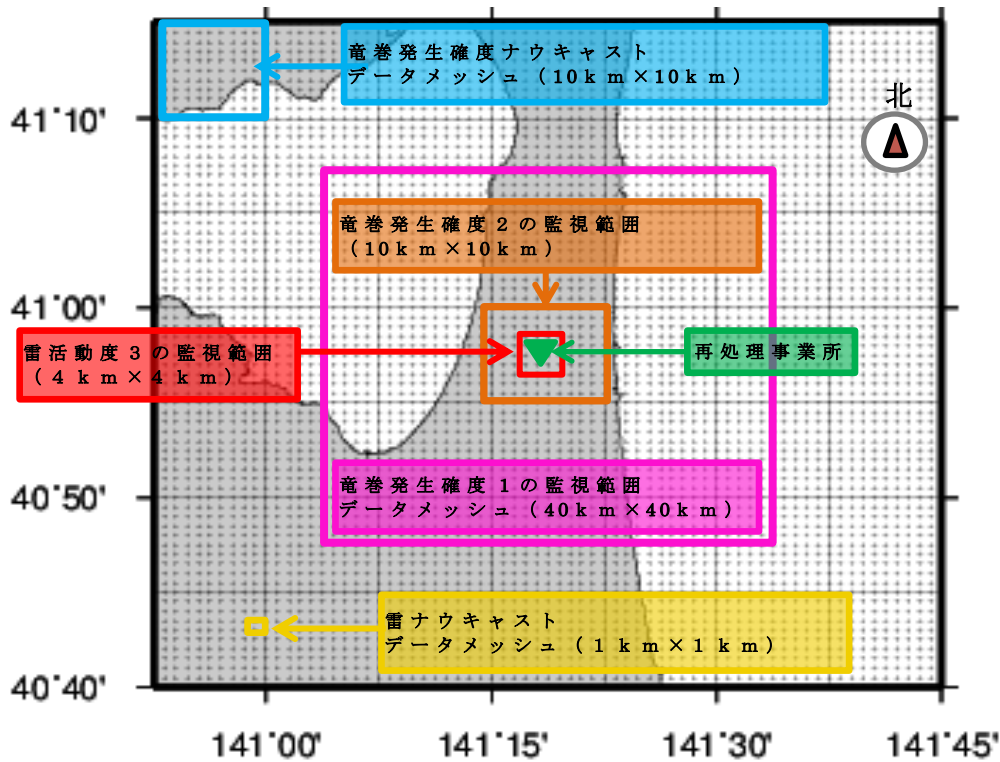 竜巻発生確度ナウキャスト
データメッシュ（10ｋｍ×10ｋｍ）
北
41°10'
竜巻発生確度２の監視範囲
（10ｋｍ×10ｋｍ）
41°00'
雷活動度３の監視範囲
（４ｋｍ×４ｋｍ）
再処理事業所
竜巻発生確度１の監視範囲
データメッシュ（40ｋｍ×40ｋｍ）
40°50'
雷ナウキャスト
データメッシュ（１ｋｍ×１ｋｍ）
40°40'
141°00' 141°15' 141°30' 141°45'